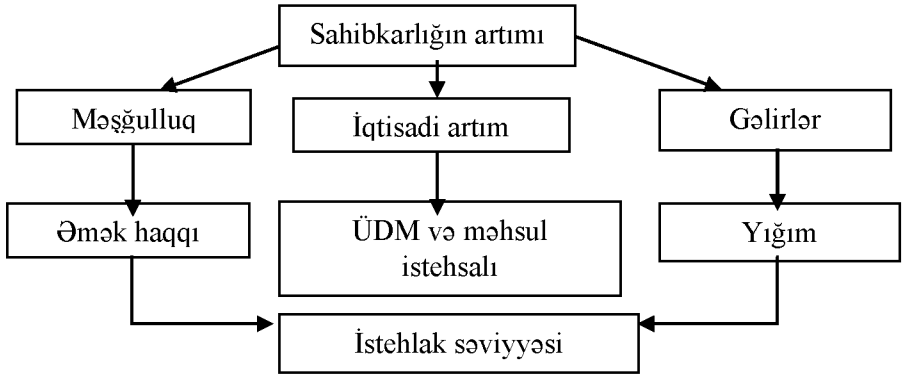 Sahibkarlığın artımı
Məşğulluq
İqtisadi artım
Gəlirlər
Əmək haqqı
ÜDM və məhsul
istehsalı
Yığım
İstehlak səviyyəsi